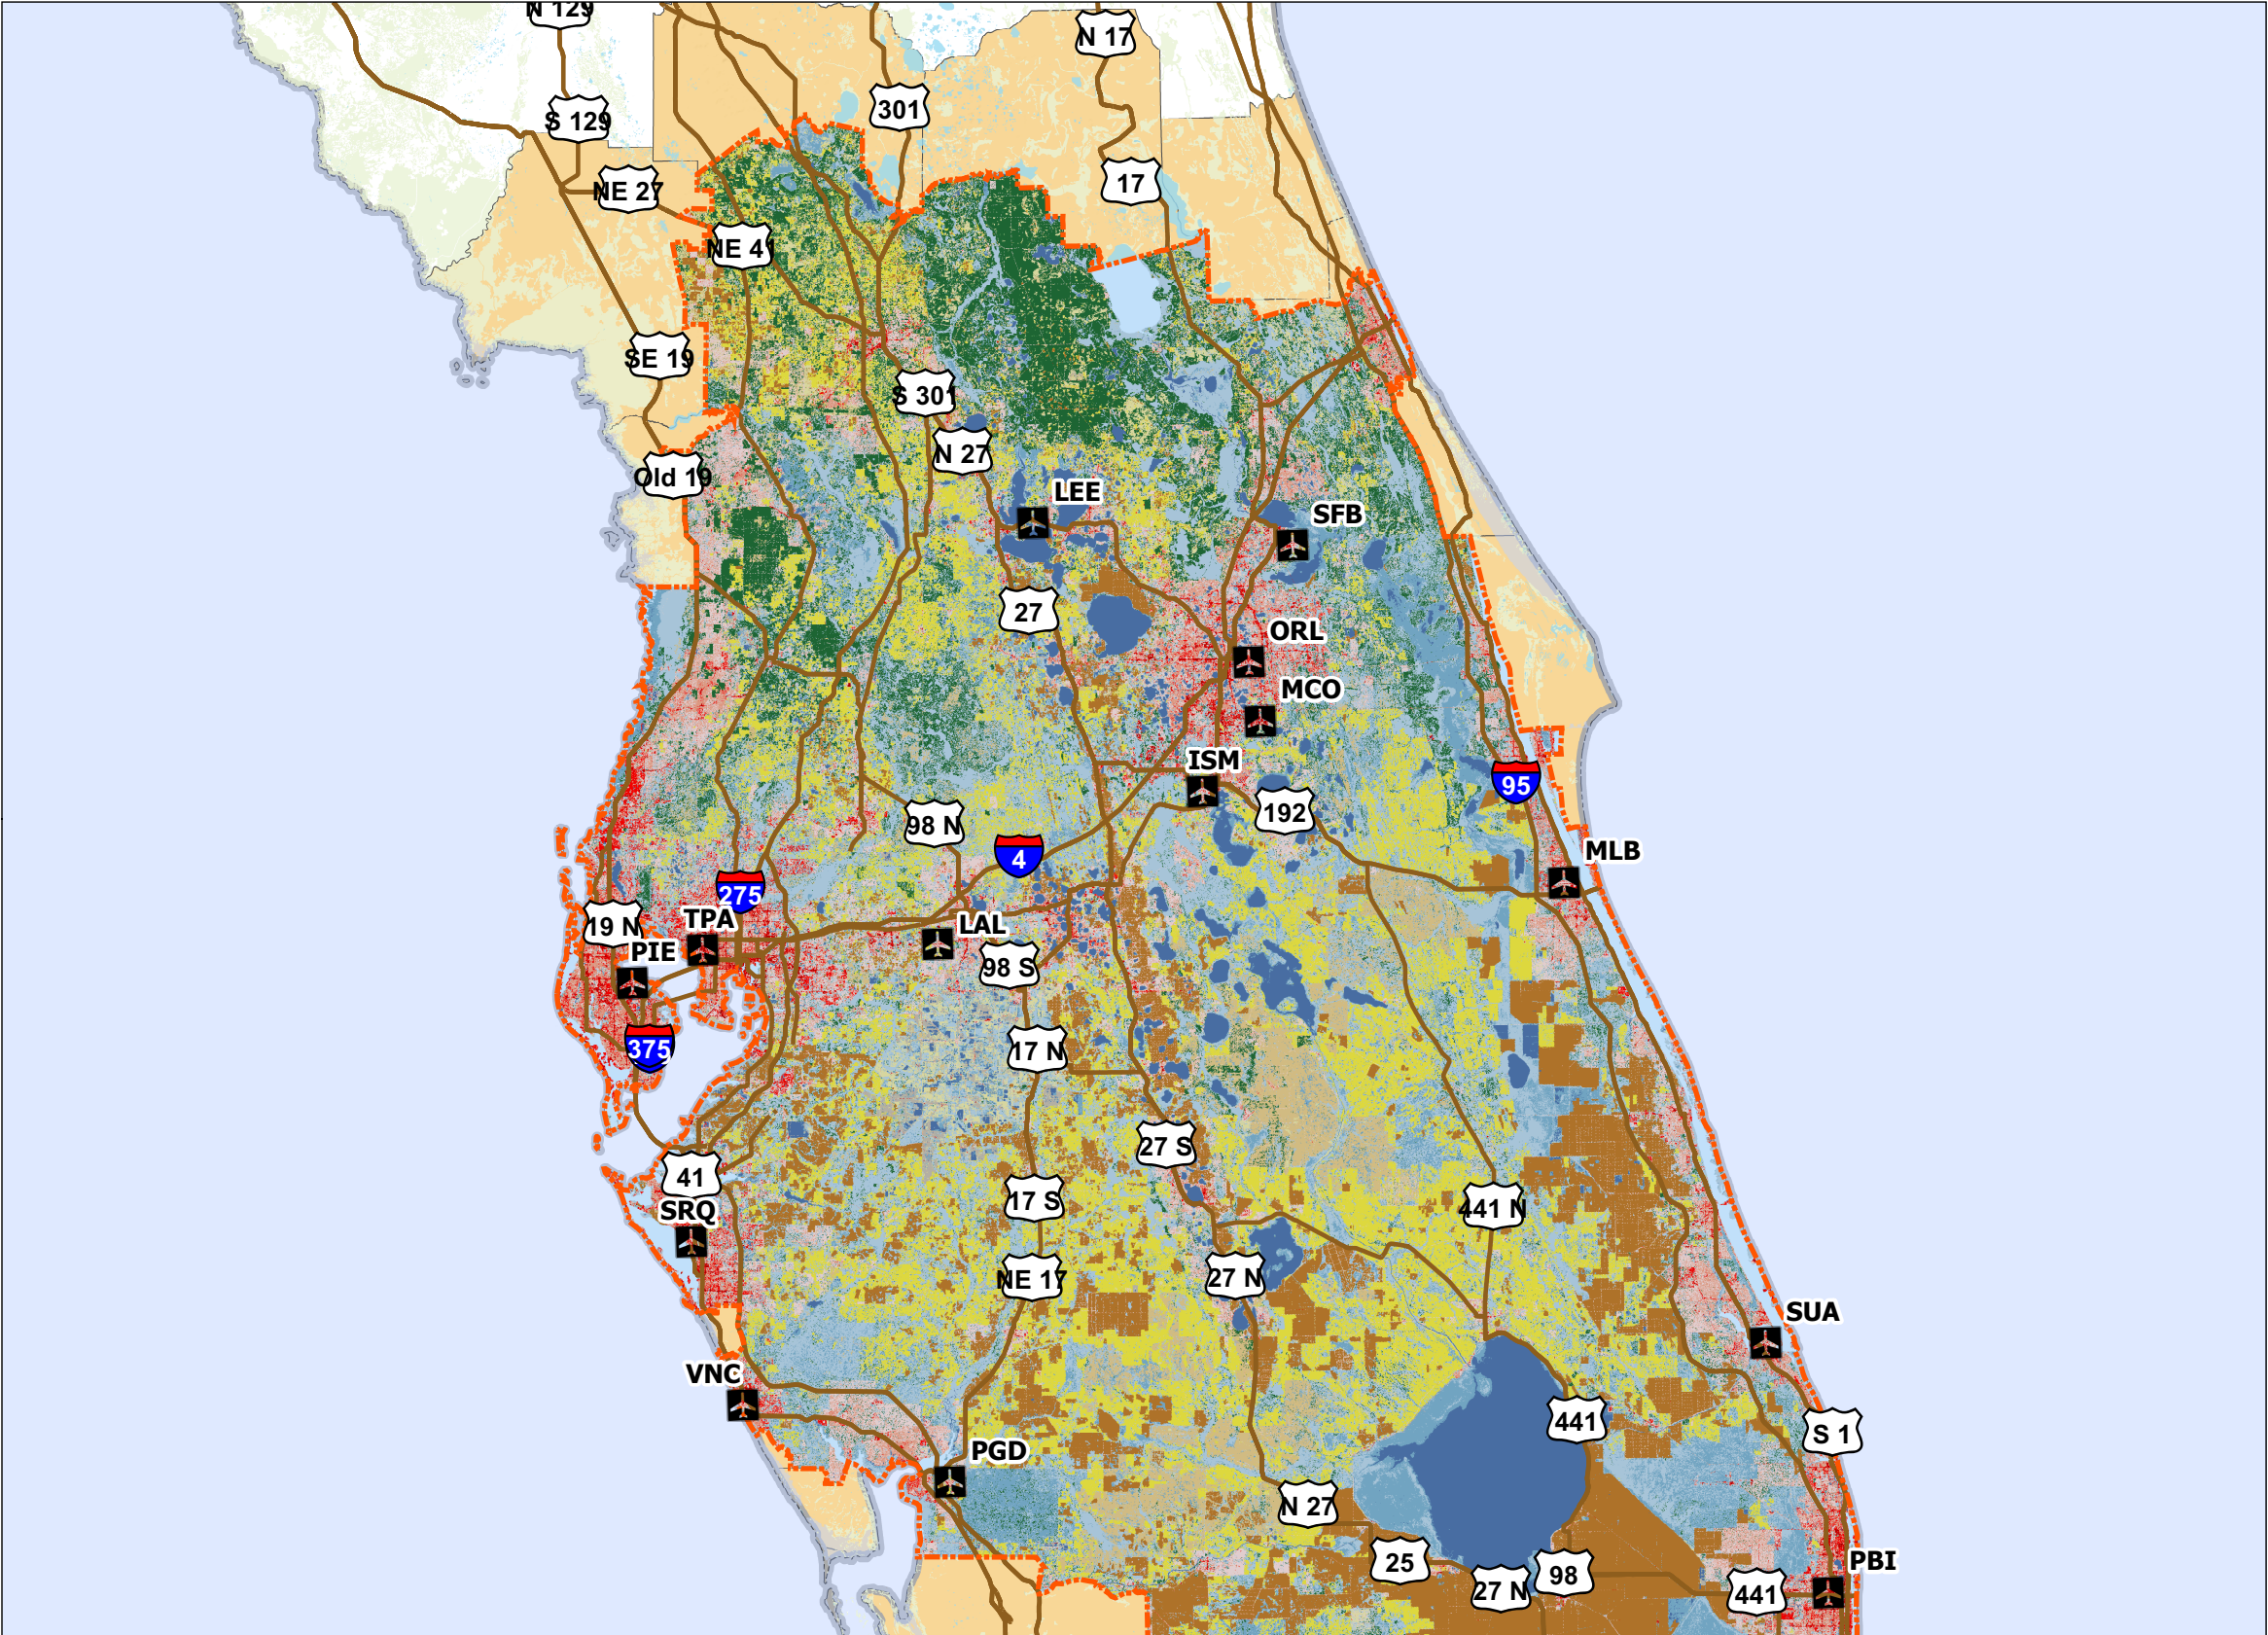 N 129
N 17
301
S 129
17
NE 27
NE 41
SE 19
S 301
N 27
Old 19
LEE
SFB
27
ORL
MCO
ISM
95
192
98 N
4
MLB
275
19 N
TPA
LAL
PIE
98 S
375
17 N
27 S
41
17 S
441 N
SRQ
27 N
NE 17
SUA
VNC
441
S 1
PGD
N 27
25
98
PBI
27 N
441